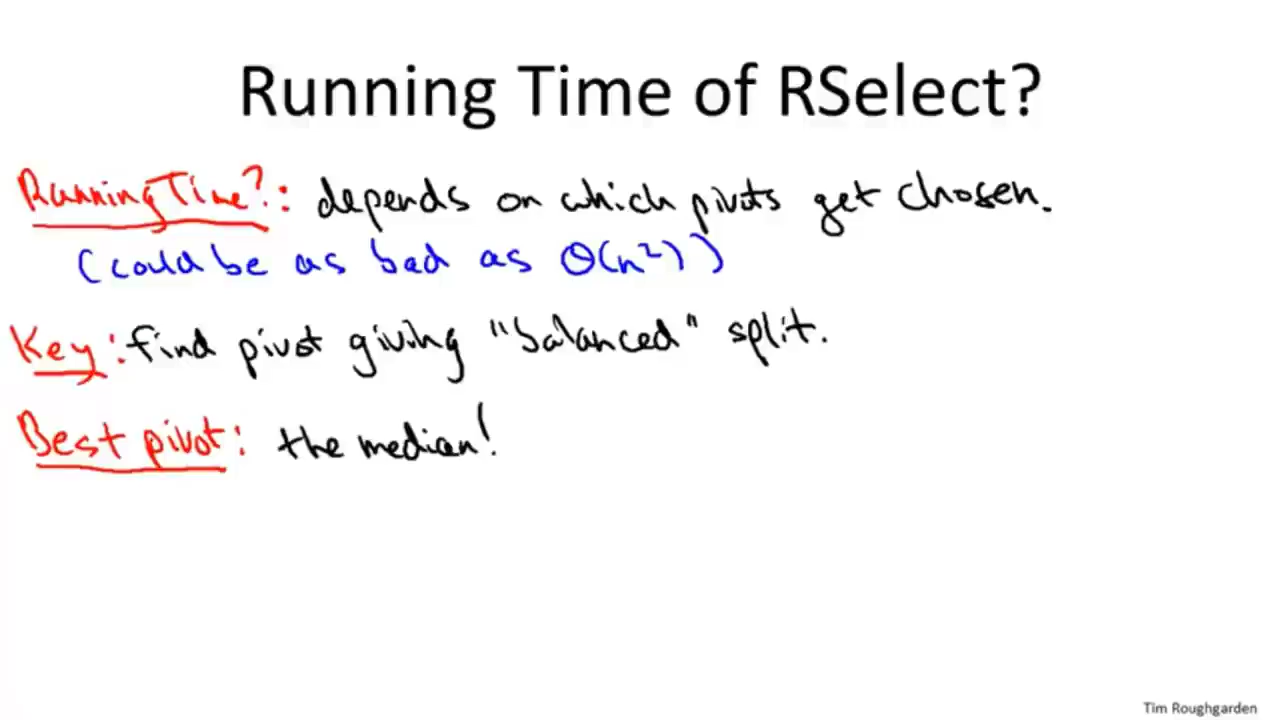 Running Time of RSelect?
Running Time?: depends on which pivots get chosen.
(could be as bad as θ(n²))
Key: find pivot giving "balanced" split.
Best pivot: the median!
Tim Roughgarden